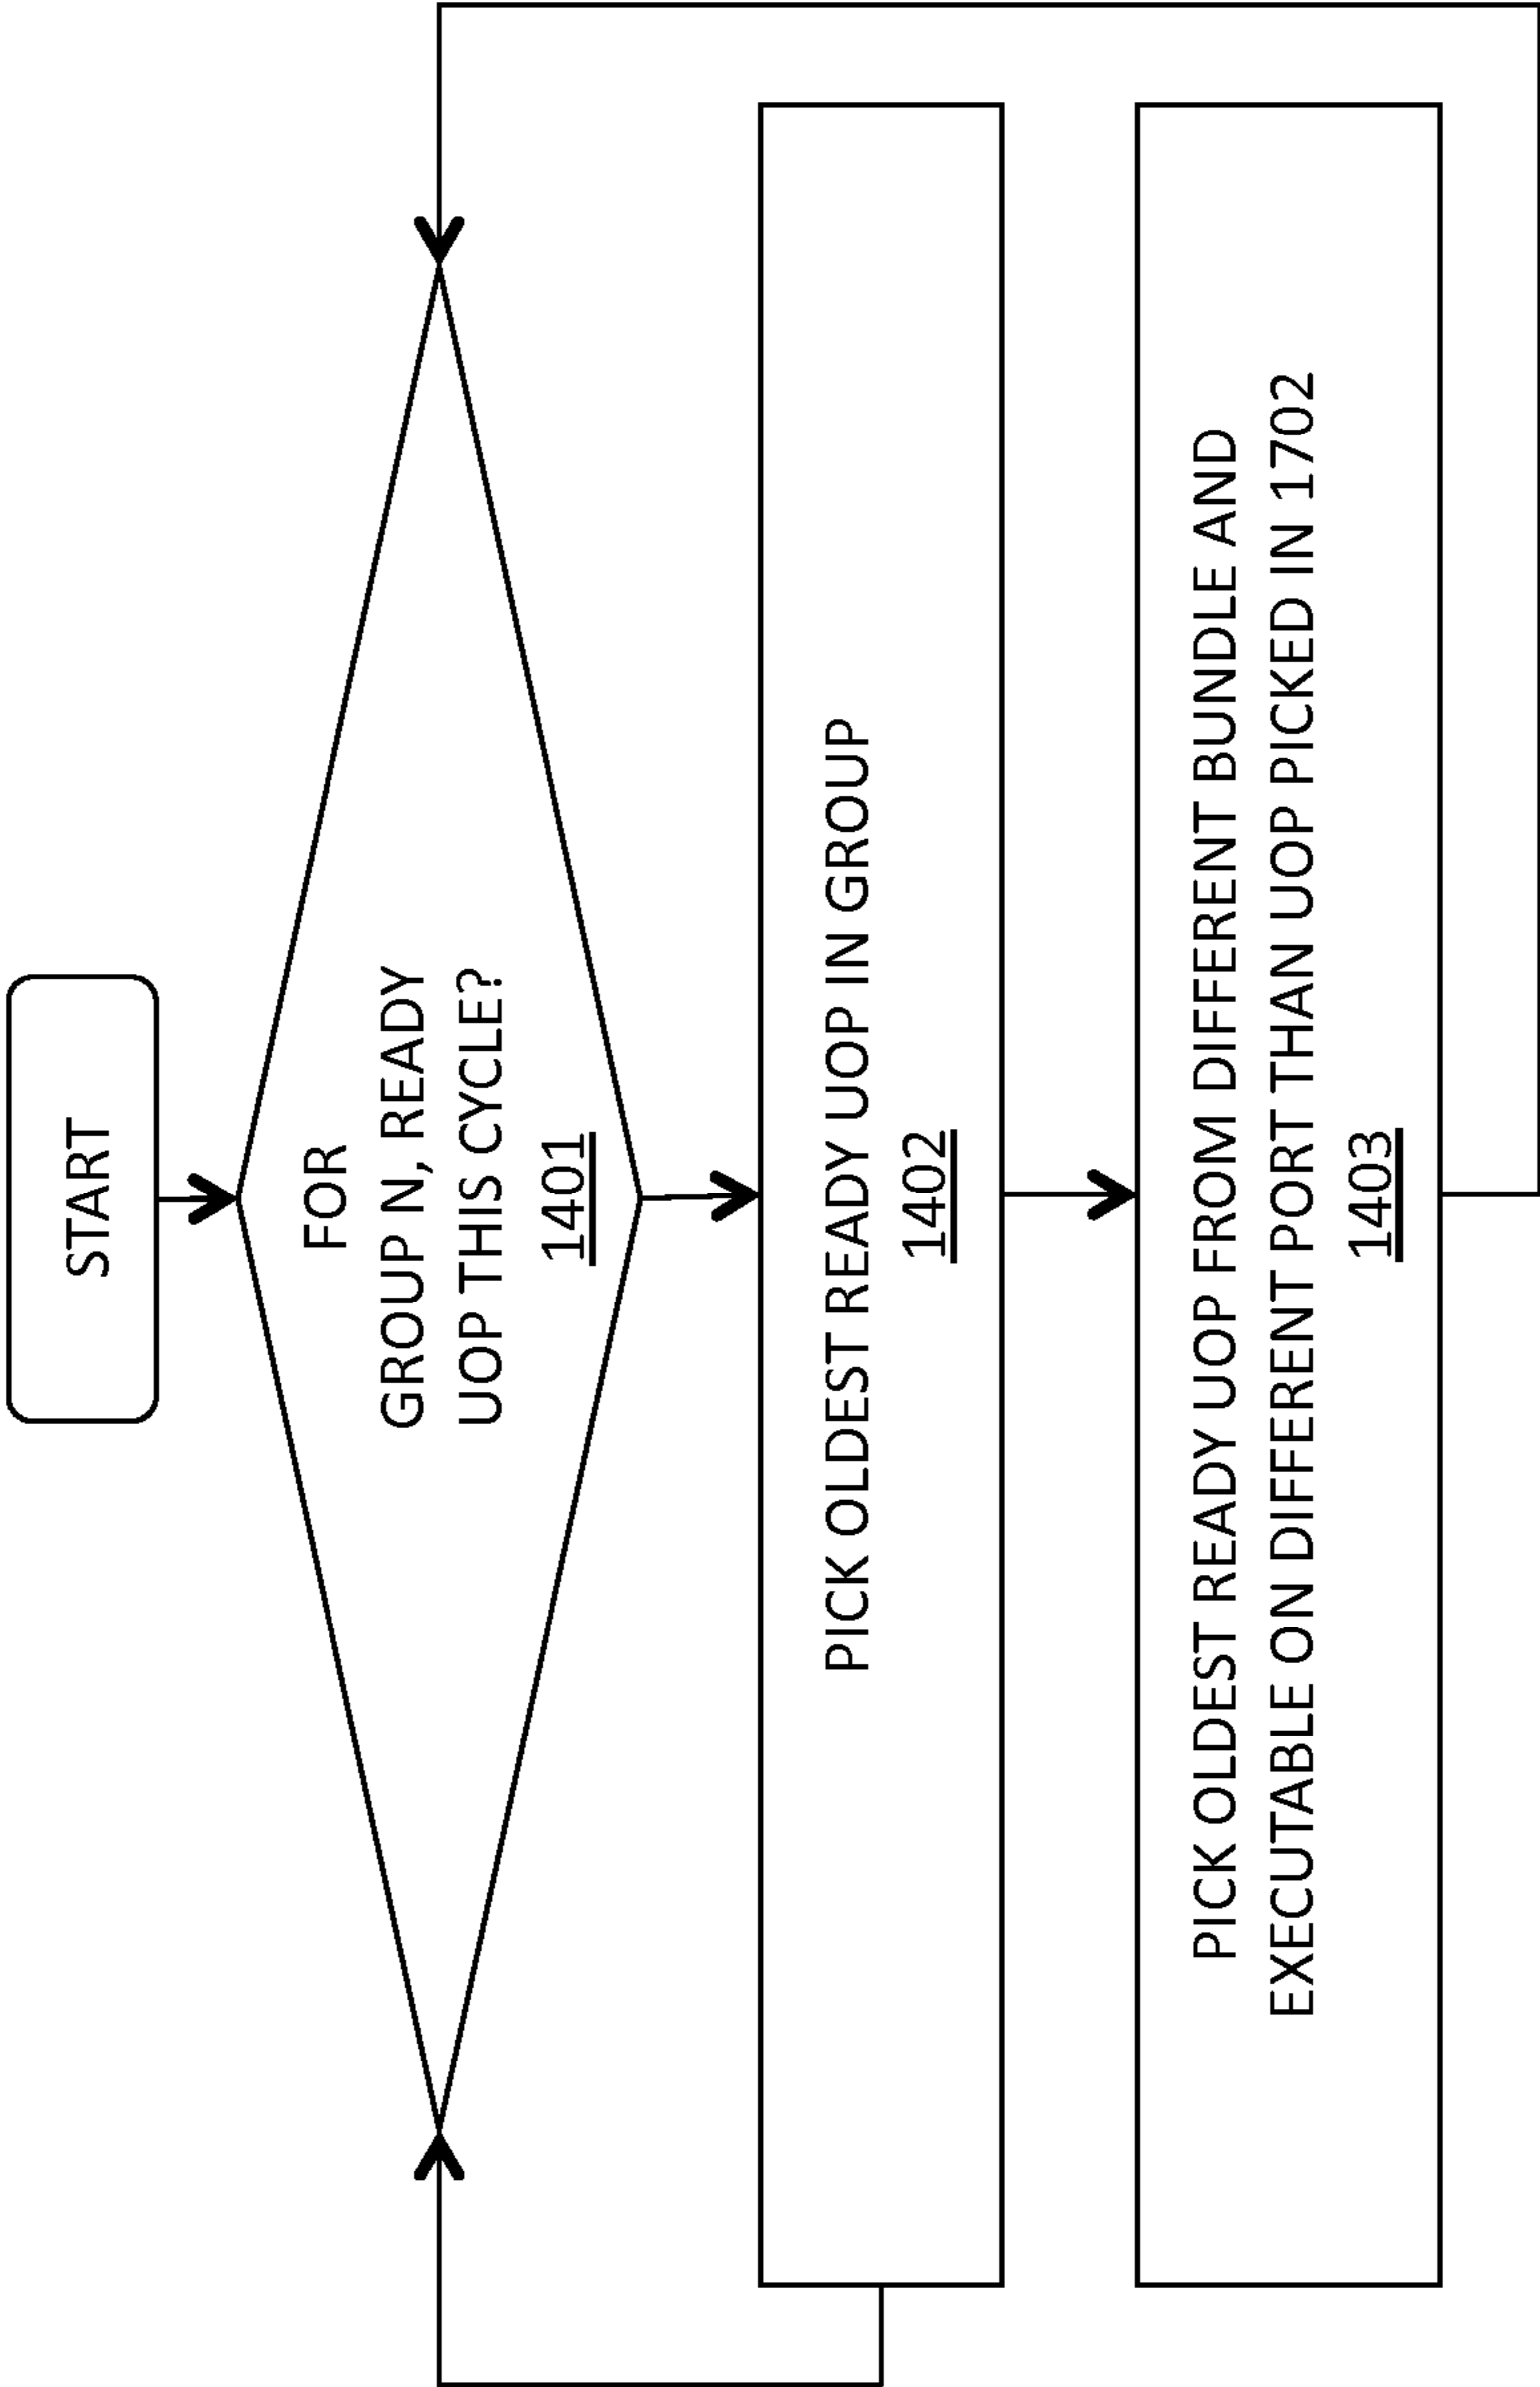 START
FOR
GROUP N, READY
UOP THIS CYCLE?
1401
PICK OLDEST READY UOP IN GROUP
1402
PICK OLDEST READY UOP FROM DIFFERENT BUNDLE AND
EXECUTABLE ON DIFFERENT PORT THAN UOP PICKED IN 1702
1403